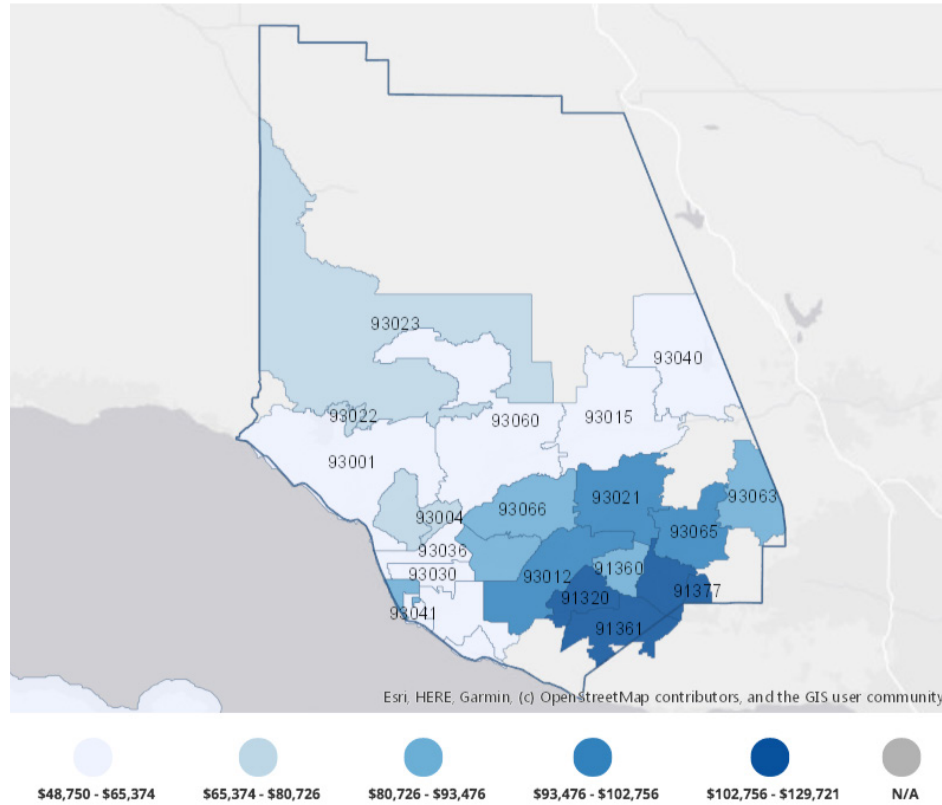 93023
93040
93022
93060
93015
93001
93004
93066
93021
93063
93065
93036
93030
93012
91360
91377
93041
91320
91361
Esri, HERE, Garmin, (c) OpenStreetMap contributors, and the GIS user community
$48,750 - $65,374
$65,374 - $80,726
$80,726 - $93,476
$93,476 - $102,756
$102,756 - $129,721
N/A